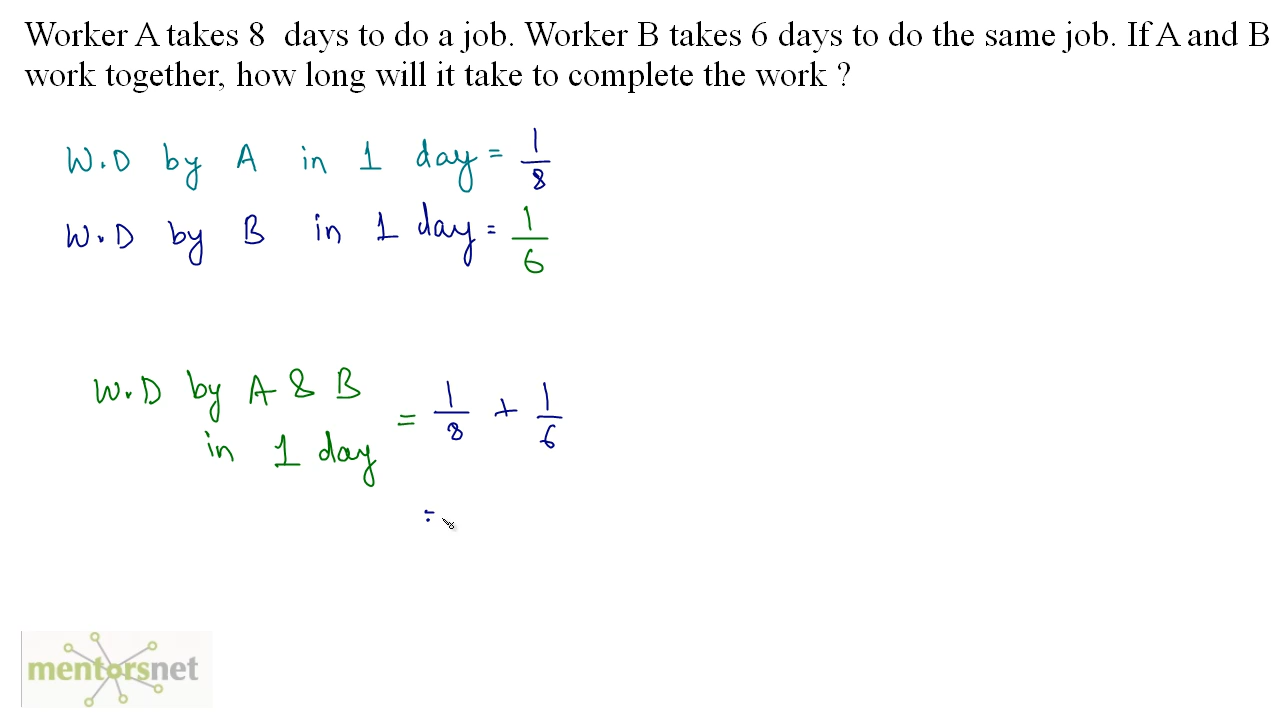 Worker A takes 8 days to do a job. Worker B takes 6 days to do the same job. If A and B
work together, how long will it take to complete the work ?
W.D by A in 1 day = 1/8
W.D by B in 1 day = 1/6
W.D by A & B
in 1 day = 1/8 + 1/6
=
mentorsnet